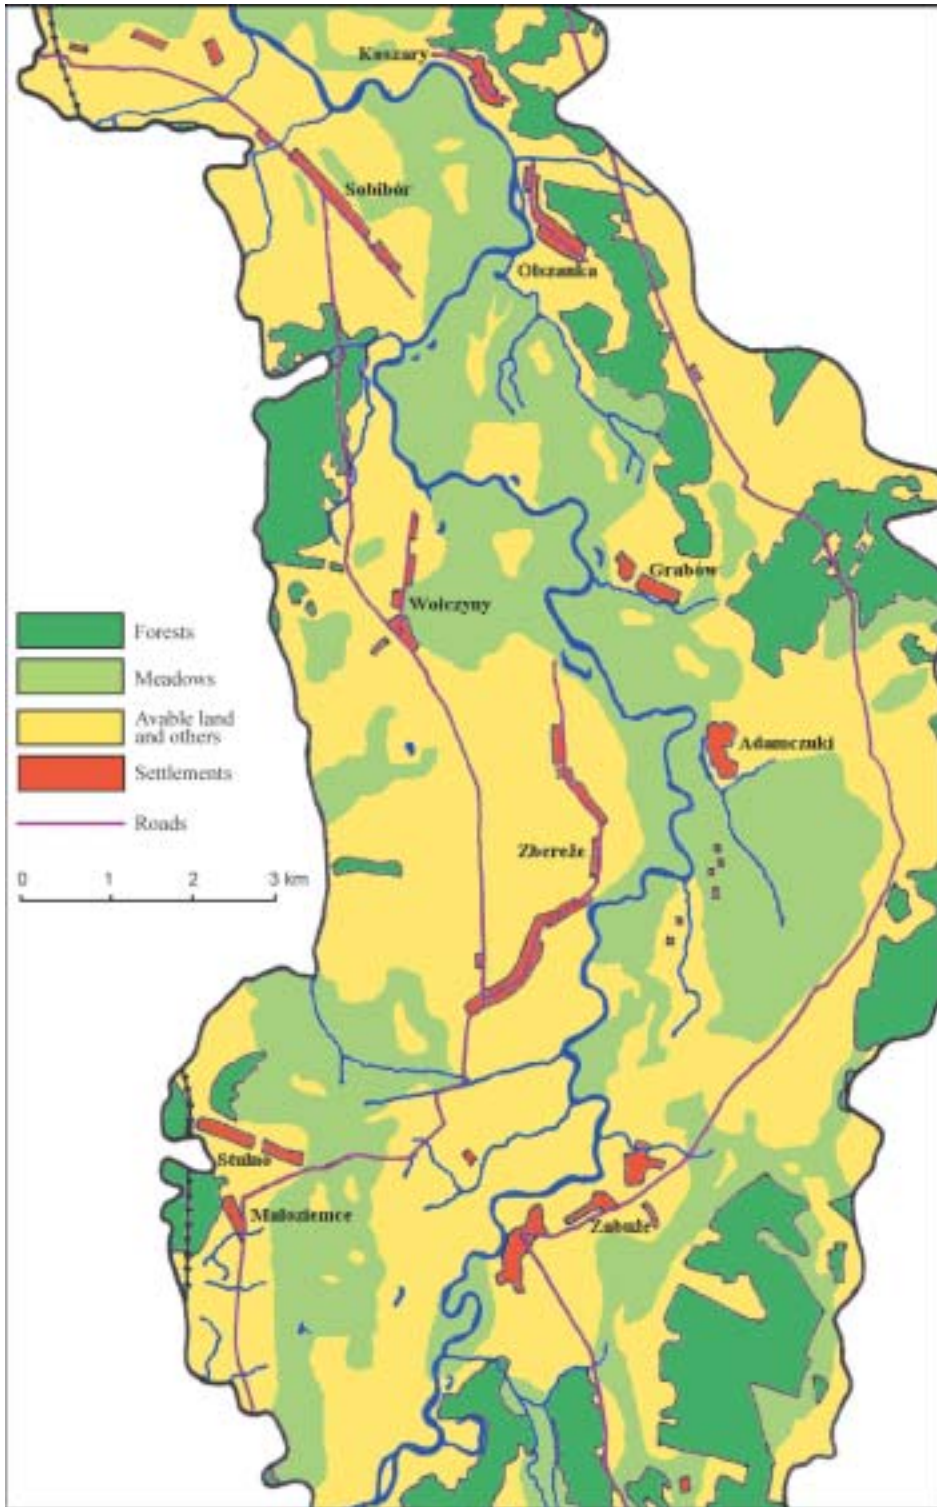 Kuszary
Sobibór
Olszanka
Grabów
Wolczyny
Forests
Meadows
Avable land
and others
Settlements
Roads
Adamczuki
Zbereże
0 1 2 3 km
Stulno
Małoziemce
Zabuże